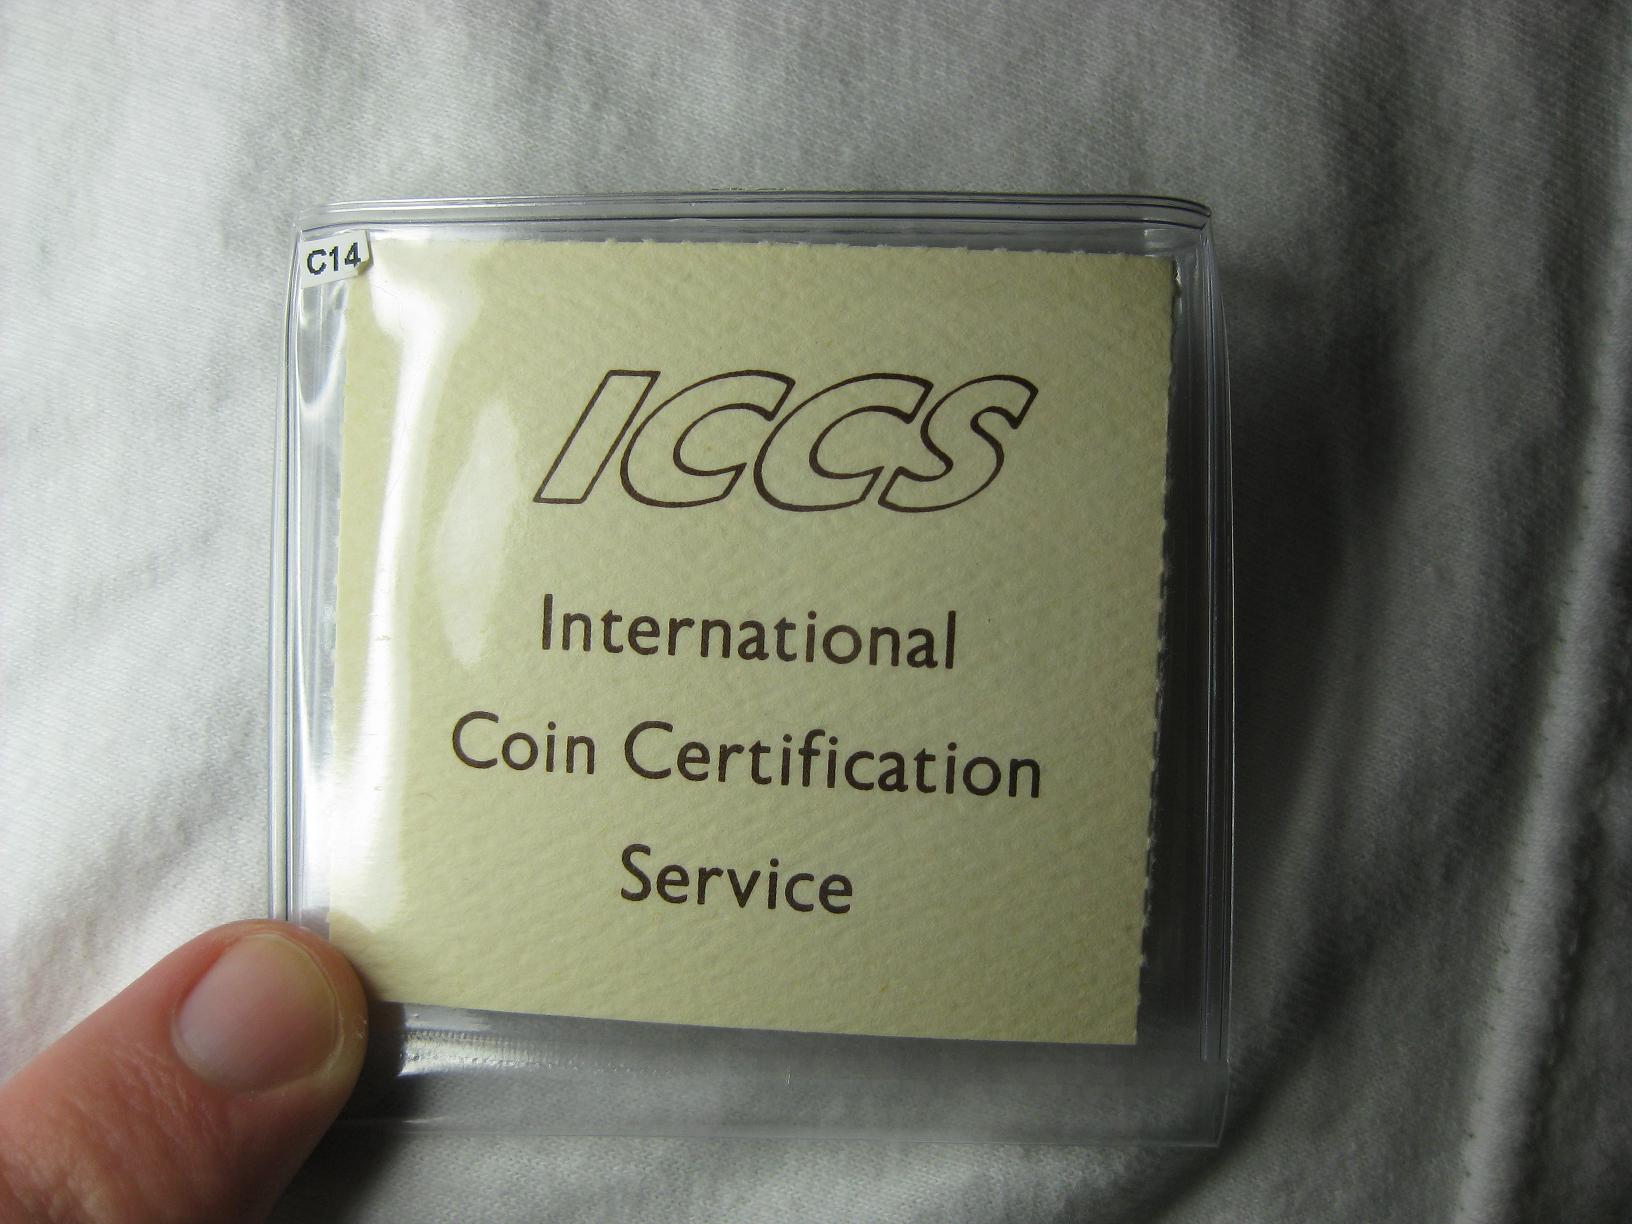 C14
ICCS
International
Coin Certification
Service